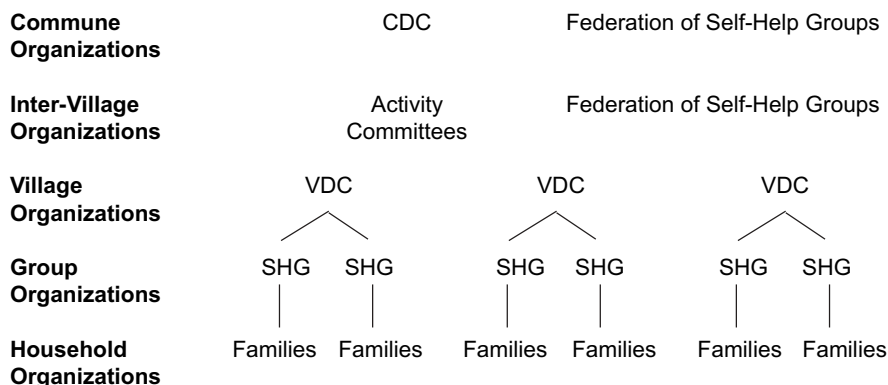 Commune CDC Federation of Self-Help Groups
Organizations
Inter-Village Activity Federation of Self-Help Groups
Organizations Committees
Village VDC VDC VDC
Organizations
Group SHG SHG SHG SHG SHG SHG
Organizations
Household Families Families Families Families Families Families
Organizations